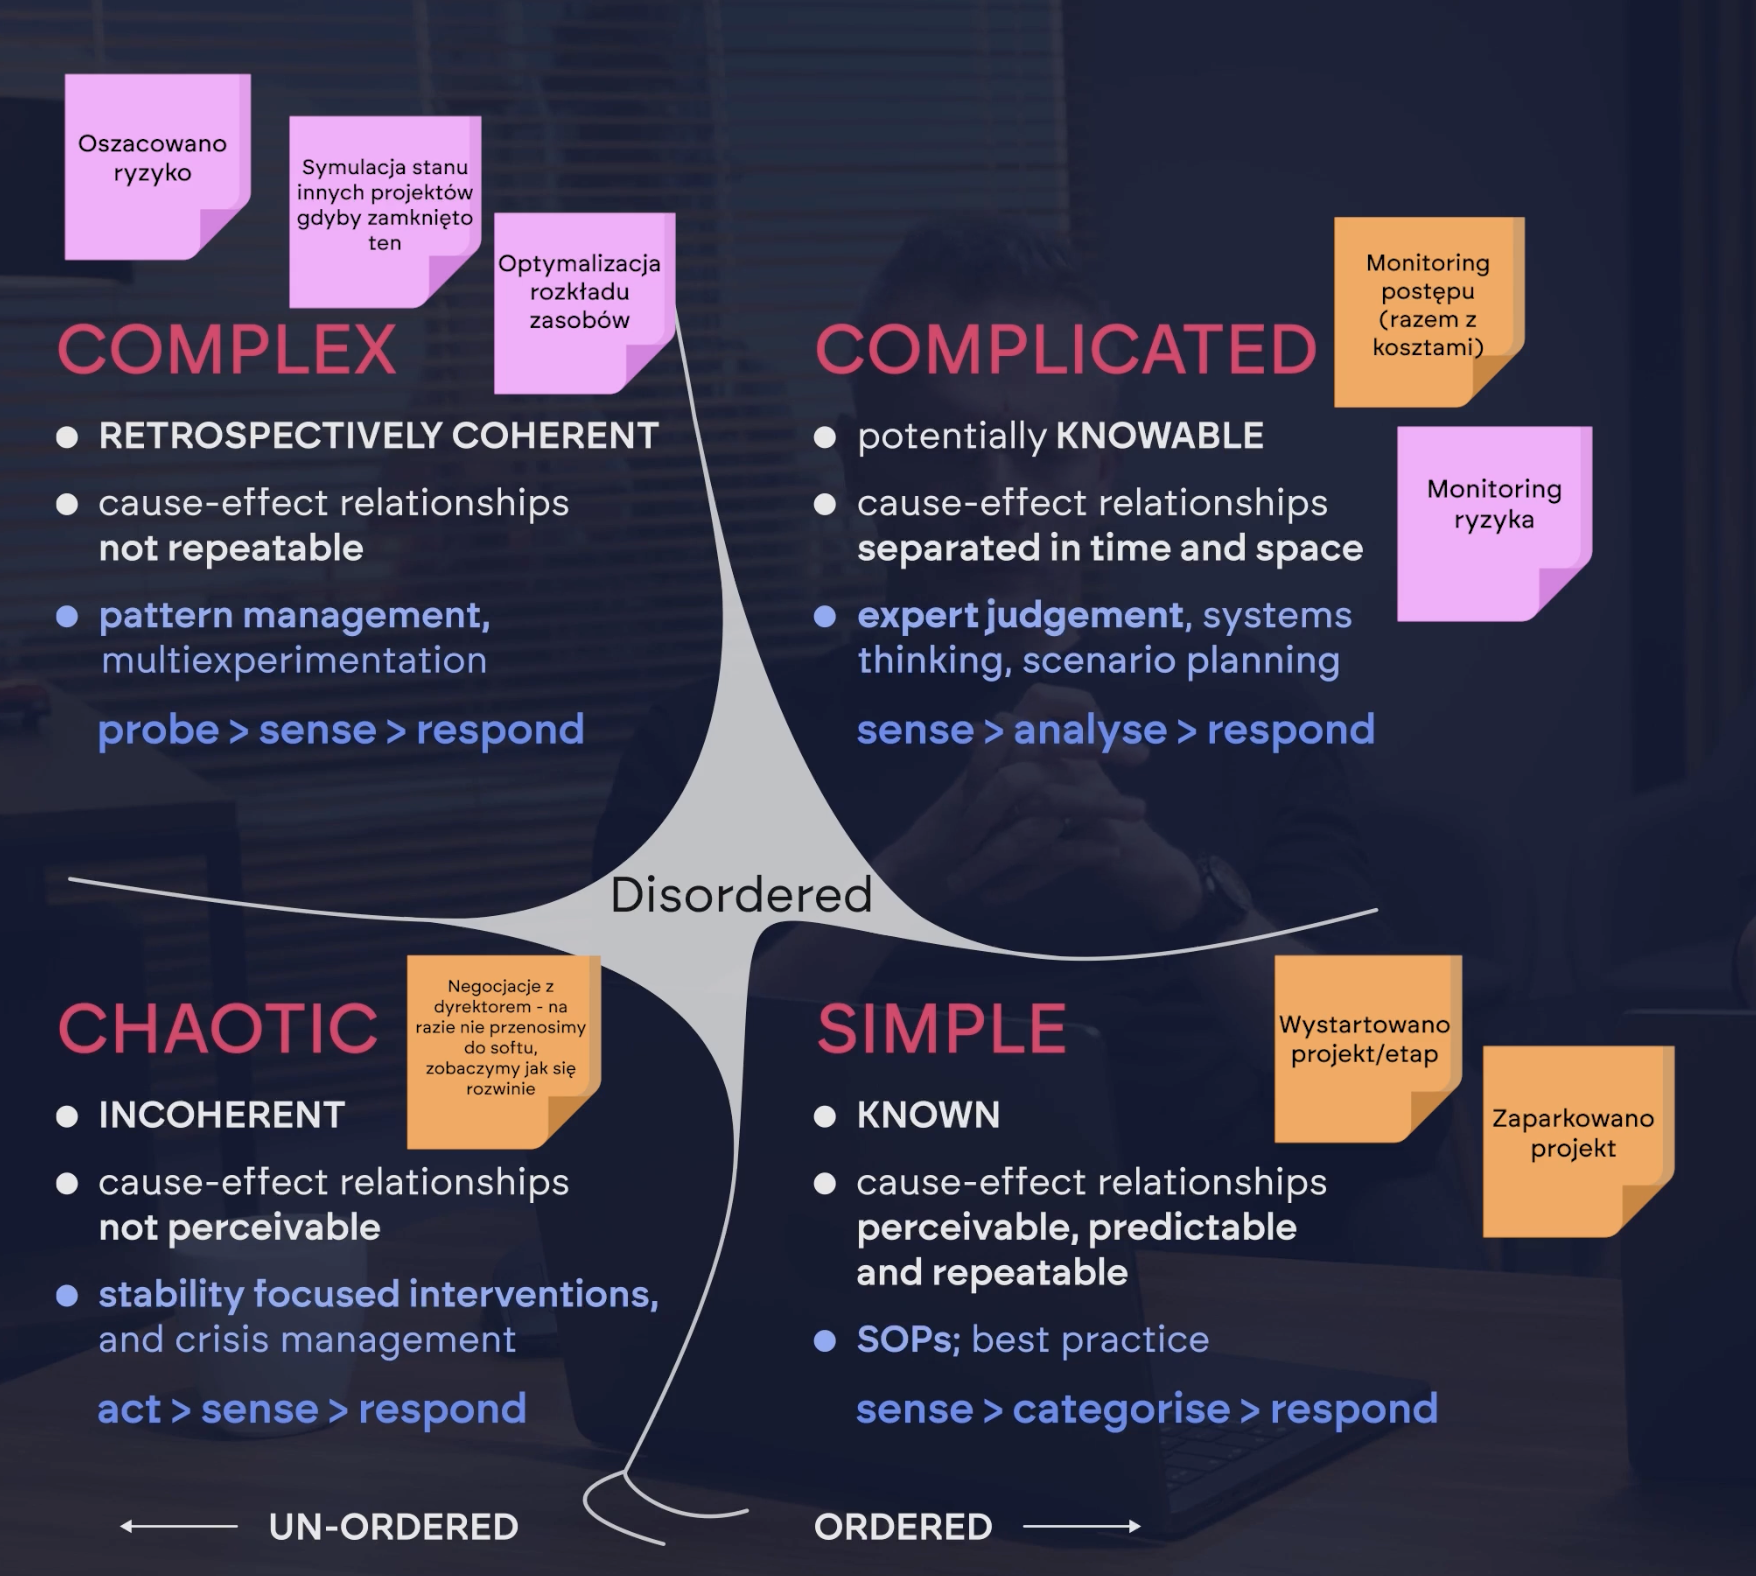 Oszacowano
ryzyko
Symulacja stanu
innych projektów
gdyby zamknięto
ten
Optymalizacja
rozkładu
zasobów
COMPLEX
RETROSPECTIVELY COHERENT
cause-effect relationships
not repeatable
pattern management,
multiexperimentation
probe > sense > respond
Monitoring
postępu
(razem z
kosztami)
COMPLICATED
potentially KNOWABLE
cause-effect relationships
separated in time and space
expert judgement, systems
thinking, scenario planning
sense > analyse > respond
Monitoring
ryzyka
Disordered
CHAOTIC
Negocjacje z
dyrektorem - na
razie nie przenosimy
do softu,
zobaczymy jak się
rozwinie
INCOHERENT
cause-effect relationships
not perceivable
stability focused interventions,
and crisis management
act > sense > respond
SIMPLE
Wystartowano
projekt/etap
Zaparkowano
projekt
KNOWN
cause-effect relationships
perceivable, predictable
and repeatable
SOPs; best practice
sense > categorise > respond
UN-ORDERED
ORDERED